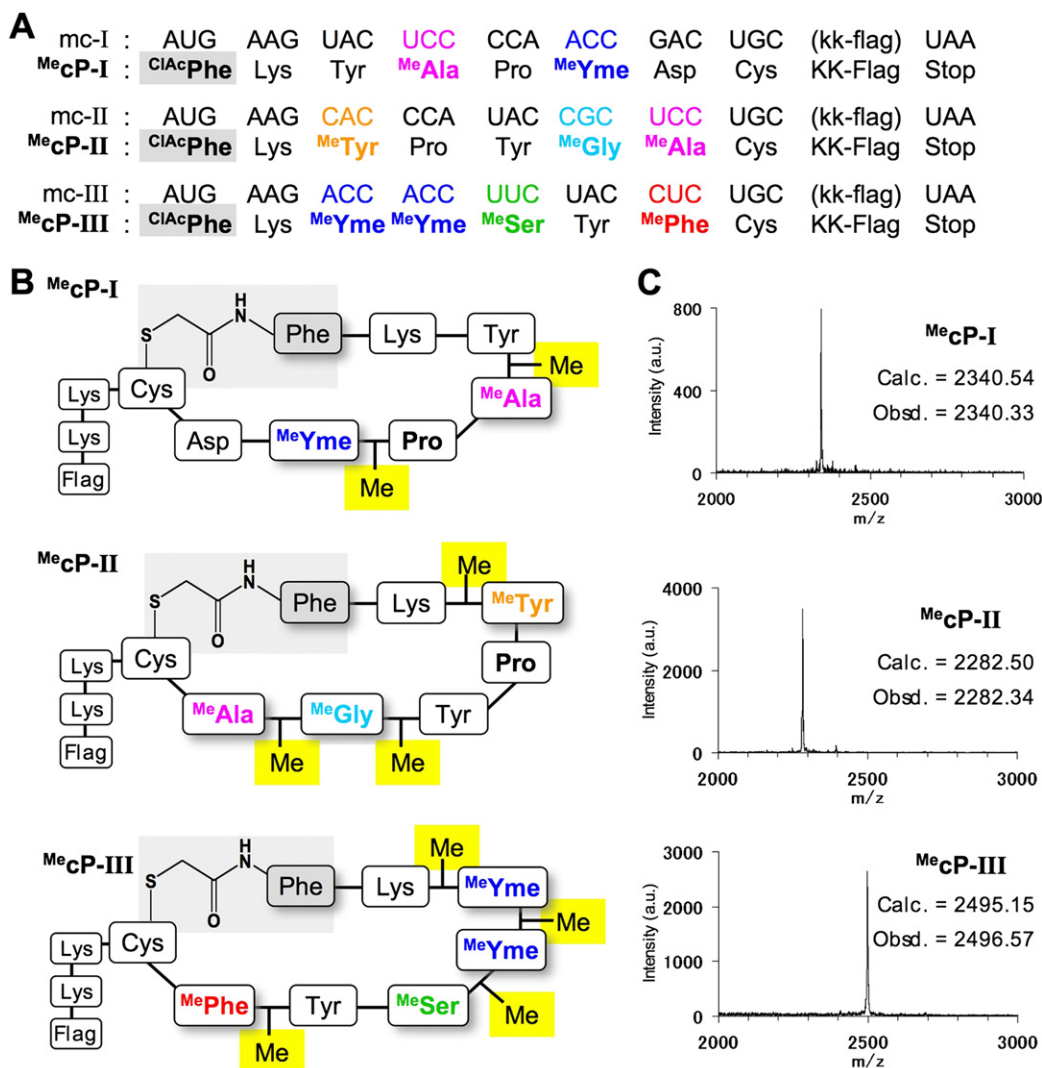 A
mc-I : AUG AAG UAC UCC CCA ACC GAC UGC (kk-flag) UAA
MecP-I : ClAcPhe Lys Tyr MeAla Pro MeYme Asp Cys KK-Flag Stop
mc-II : AUG AAG CAC CCA UAC CGC UCC UGC (kk-flag) UAA
MecP-II : ClAcPhe Lys MeTyr Pro Tyr MeGly MeAla Cys KK-Flag Stop
mc-III : AUG AAG ACC ACC UUC UAC CUC UGC (kk-flag) UAA
MecP-III : ClAcPhe Lys MeYme MeYme MeSer Tyr MePhe Cys KK-Flag Stop
B
MecP-I
H
N
S
O
Phe
Lys
Tyr
Me
MeAla
Pro
Me
MeYme
Asp
Cys
Lys
Lys
Flag
MecP-II
H
N
S
O
Phe
Lys
Me
MeTyr
Pro
Tyr
Me
MeGly
Me
MeAla
Cys
Lys
Lys
Flag
MecP-III
H
N
S
O
Phe
Lys
Me
MeYme
Me
MeYme
Me
MeSer
Tyr
Me
MePhe
Cys
Lys
Lys
Flag
C
MecP-I
Calc. = 2340.54
Obsd. = 2340.33
Intensity (a.u.)
800
400
0
2000 2500 3000
m/z
MecP-II
Calc. = 2282.50
Obsd. = 2282.34
Intensity (a.u.)
4000
2000
0
2000 2500 3000
m/z
MecP-III
Calc. = 2495.15
Obsd. = 2496.57
Intensity (a.u.)
3000
2000
1000
0
2000 2500 3000
m/z